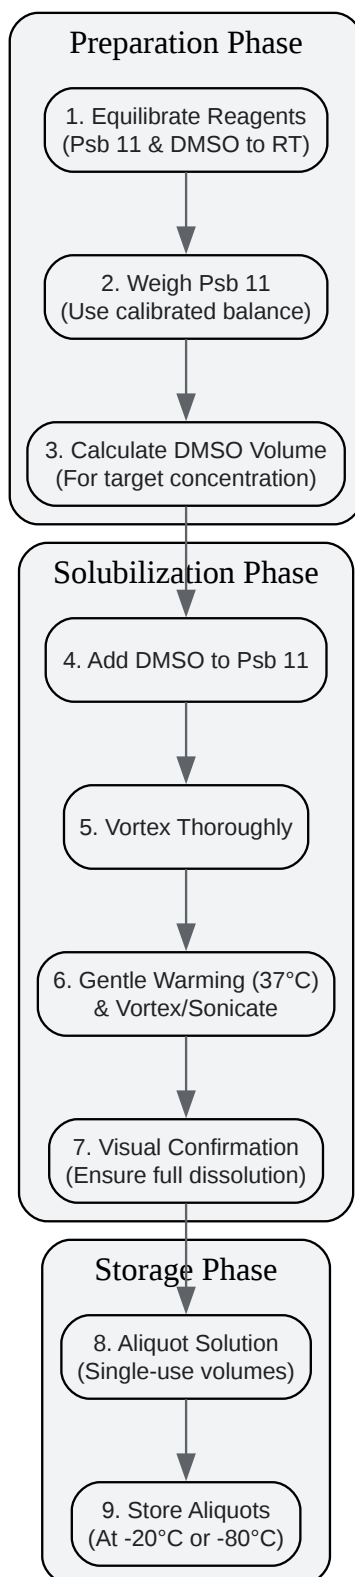 Preparation Phase
1. Equilibrate Reagents
(Psb 11 & DMSO to RT)
2. Weigh Psb 11
(Use calibrated balance)
3. Calculate DMSO Volume
(For target concentration)
Solubilization Phase
4. Add DMSO to Psb 11
5. Vortex Thoroughly
6. Gentle Warming (37°C)
& Vortex/Sonicate
7. Visual Confirmation
(Ensure full dissolution)
Storage Phase
8. Aliquot Solution
(Single-use volumes)
9. Store Aliquots
(At -20°C or -80°C)